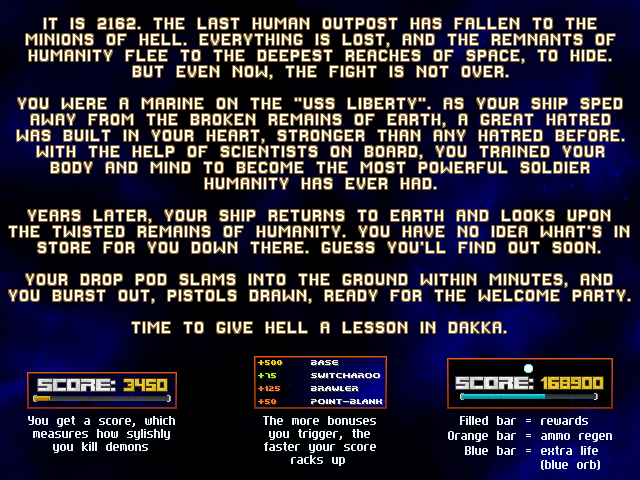 IT IS 2162. THE LAST HUMAN OUTPOST HAS FALLEN TO THE
MINIONS OF HELL. EVERYTHING IS LOST, AND THE REMNANTS OF
HUMANITY FLEE TO THE DEEPEST REACHES OF SPACE, TO HIDE.
BUT EVEN NOW, THE FIGHT IS NOT OVER.
YOU WERE A MARINE ON THE "USS LIBERTY". AS YOUR SHIP SPED
AWAY FROM THE BROKEN REMAINS OF EARTH, A GREAT HATRED
WAS BUILT IN YOUR HEART, STRONGER THAN ANY HATRED BEFORE.
WITH THE HELP OF SCIENTISTS ON BOARD, YOU TRAINED YOUR
BODY AND MIND TO BECOME THE MOST POWERFUL SOLDIER
HUMANITY HAS EVER HAD.
YEARS LATER, YOUR SHIP RETURNS TO EARTH AND LOOKS UPON
THE TWISTED REMAINS OF HUMANITY. YOU HAVE NO IDEA WHAT'S IN
STORE FOR YOU DOWN THERE. GUESS YOU'LL FIND OUT SOON.
YOUR DROP POD SLAMS INTO THE GROUND WITHIN MINUTES, AND
YOU BURST OUT, PISTOLS DRAWN, READY FOR THE WELCOME PARTY.
TIME TO GIVE HELL A LESSON IN DAKKA.
SCORE: 3450
You get a score, which
measures how sylishly
you kill demons
+500 BASE
+75 SWITCHAROO
+125 BRAWLER
+50 POINT-BLANK
The more bonuses
you trigger, the
faster your score
racks up
SCORE: 168900
Filled bar = rewards
Orange bar = ammo regen
Blue bar = extra life
(blue orb)